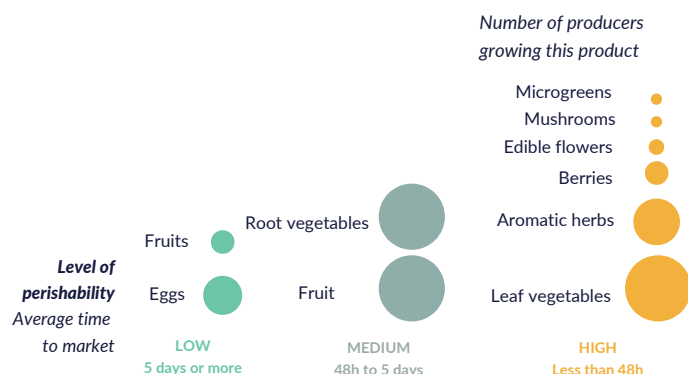 Number of producers
growing this product
Microgreens
Mushrooms
Edible flowers
Berries
Aromatic herbs
Leaf vegetables
Root vegetables
Fruit
Fruits
Eggs
Level of
perishability
Average time
to market
LOW
5 days or more
MEDIUM
48h to 5 days
HIGH
Less than 48h